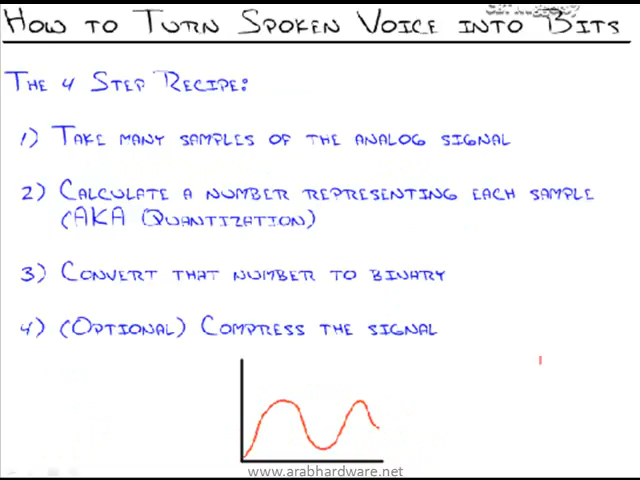 How to Turn Spoken Voice into Bits
The 4 Step Recipe:
1) Take many samples of the analog signal
2) Calculate a number representing each sample
(AKA Quantization)
3) Convert that number to binary
4) (Optional) Compress the signal
www.arabhardware.net